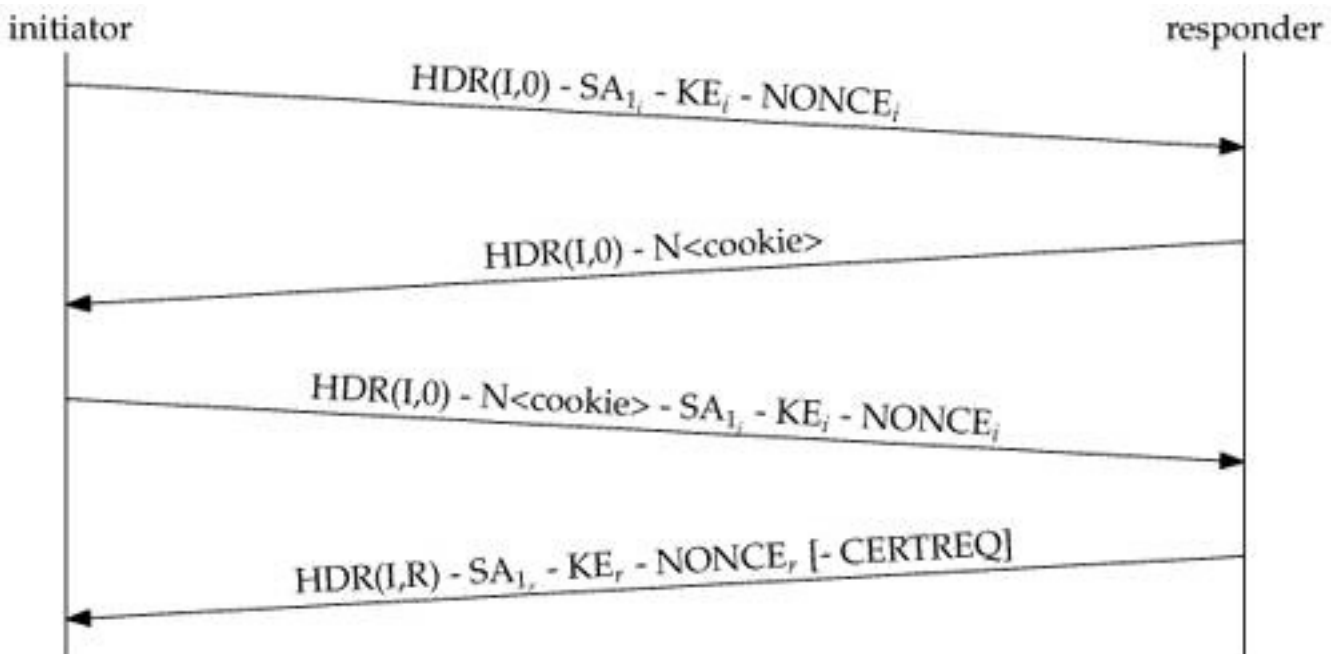 initiator
responder
HDR(I,0) - SA₁ᵢ - KEᵢ - NONCEᵢ
HDR(I,0) - N<cookie>
HDR(I,0) - N<cookie> - SA₁ᵢ - KEᵢ - NONCEᵢ
HDR(I,R) - SA₁ᵣ - KEᵣ - NONCEᵣ [- CERTREQ]